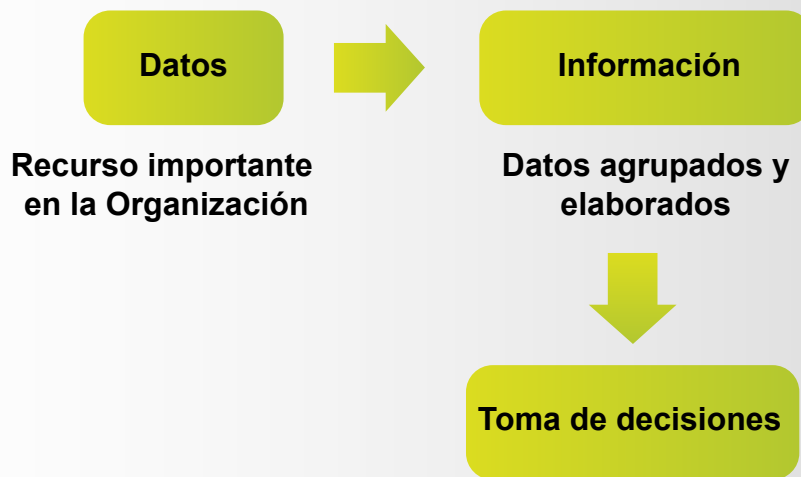 Datos
Información
Recurso importante
en la Organización
Datos agrupados y
elaborados
Toma de decisiones